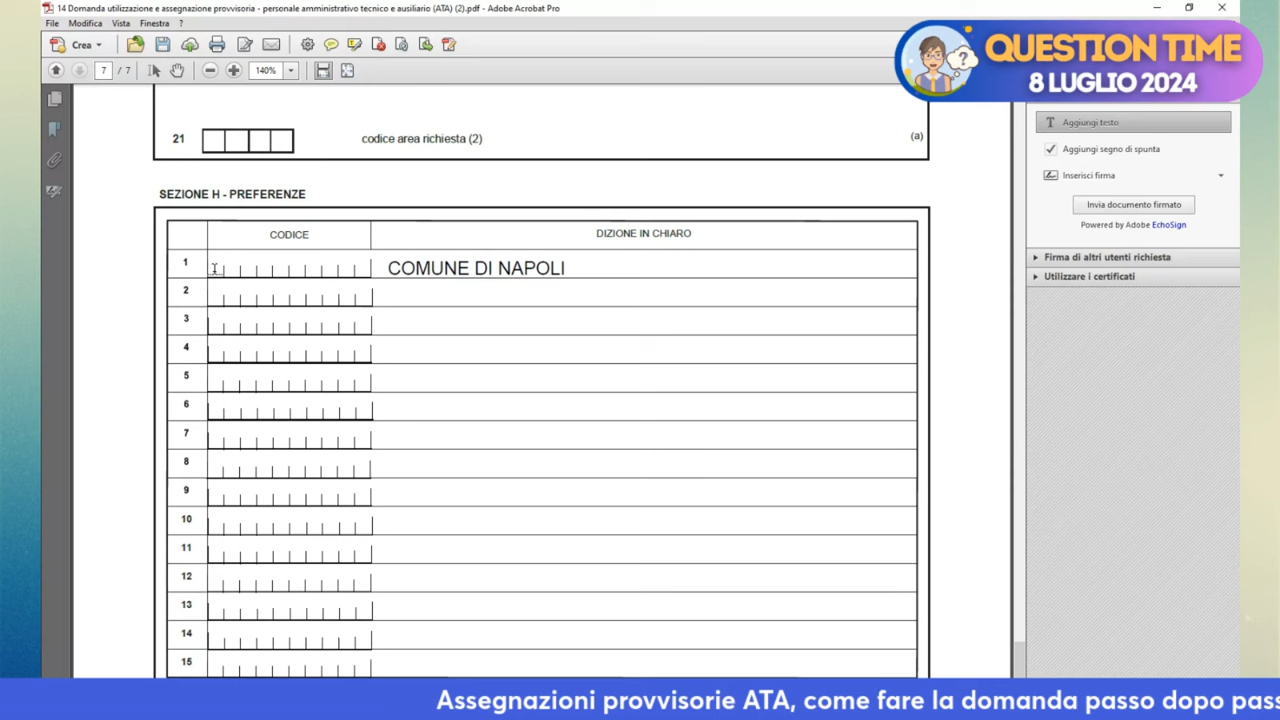 14 Domanda utilizzazione e assegnazione provvisoria - personale amministrativo tecnico e ausiliario (ATA) (2).pdf - Adobe Acrobat Pro
File Modifica Vista Finestra ?
Crea
7 / 7 140%
QUESTION TIME
8 LUGLIO 2024
Aggiungi testo
Aggiungi segno di spunta
Inserisci firma
Invia documento firmato
Powered by Adobe EchoSign
Firma di altri utenti richiesta
Utilizzare i certificati
21 codice area richiesta (2) (a)
SEZIONE H - PREFERENZE
CODICE DIZIONE IN CHIARO
1 COMUNE DI NAPOLI
2
3
4
5
6
7
8
9
10
11
12
13
14
15
Assegnazioni provvisorie ATA, come fare la domanda passo dopo pass